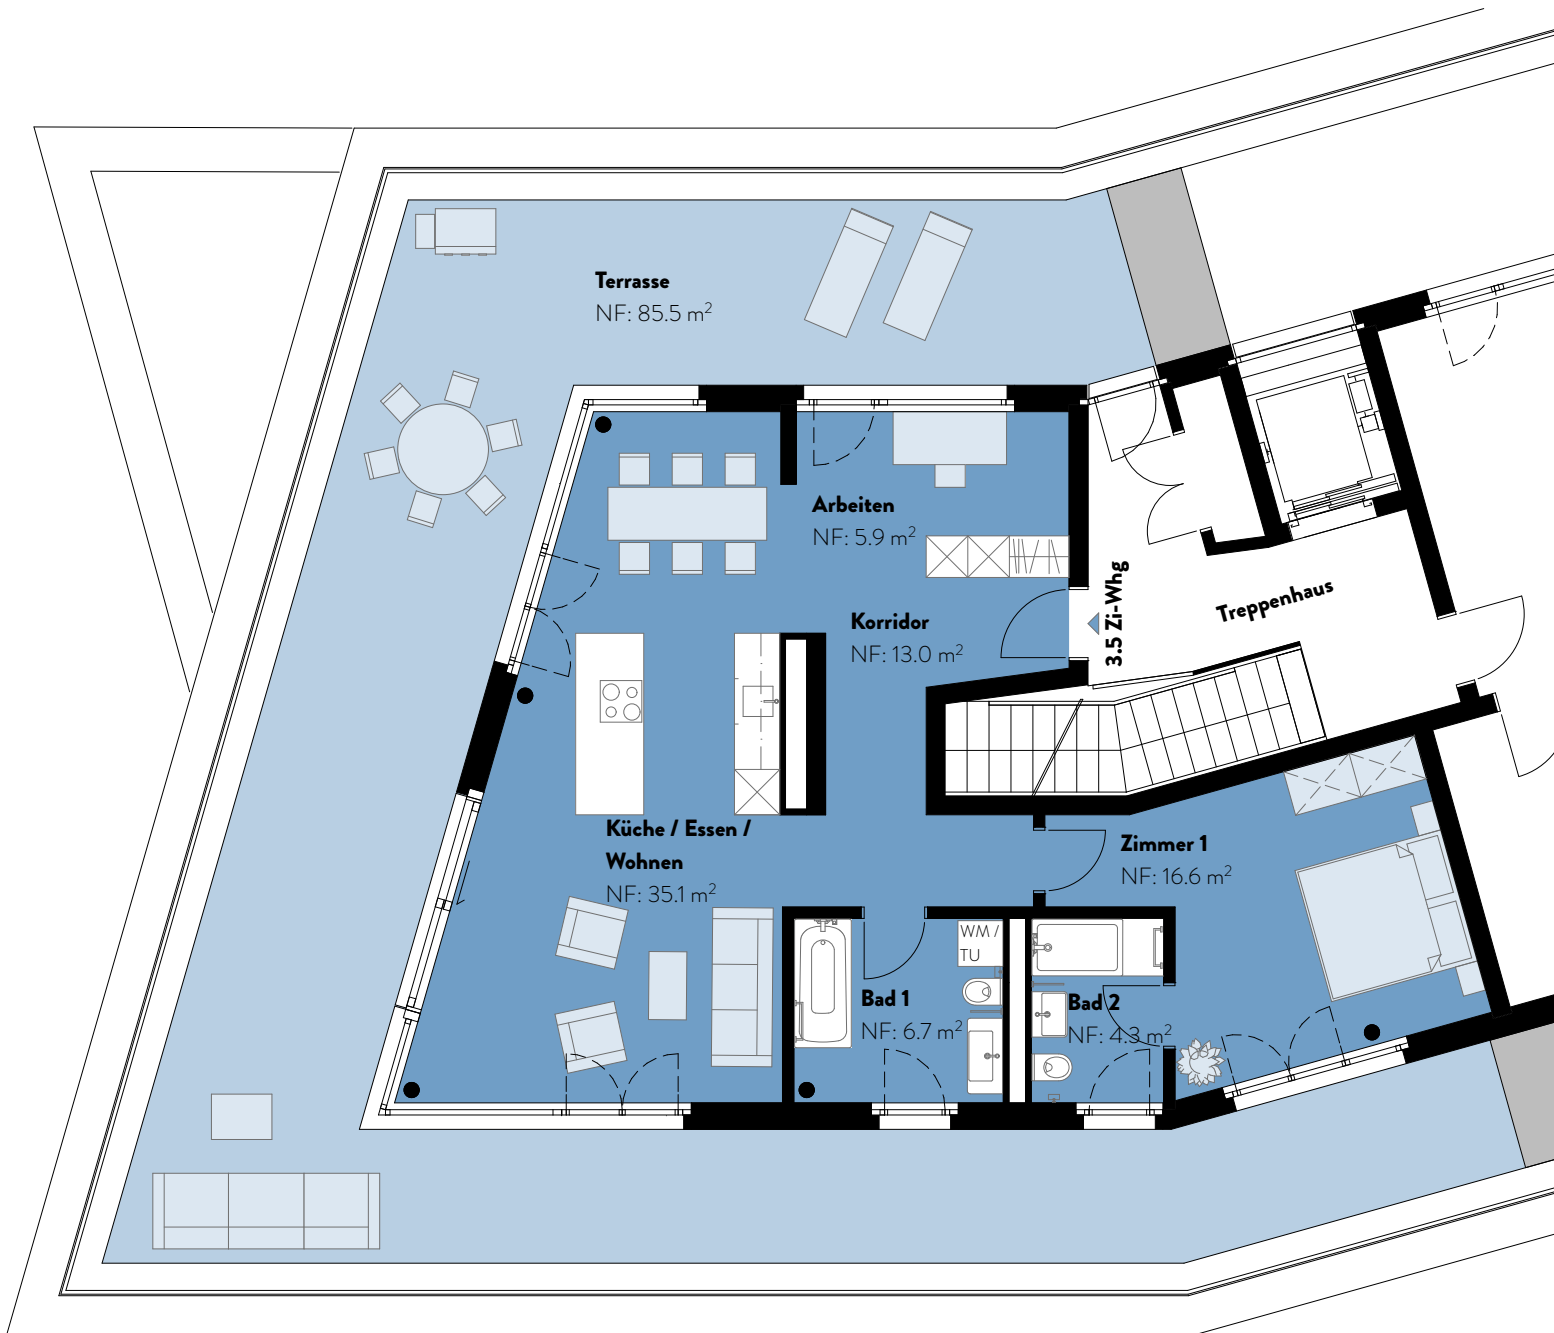 Terrasse
NF: 85.5 m²
Arbeiten
NF: 5.9 m²
3.5 Zi-Whg
Treppenhaus
Korridor
NF: 13.0 m²
Küche / Essen /
Wohnen
NF: 35.1 m²
Zimmer 1
NF: 16.6 m²
WM /
TU
Bad 1
NF: 6.7 m²
Bad 2
NF: 4.3 m²